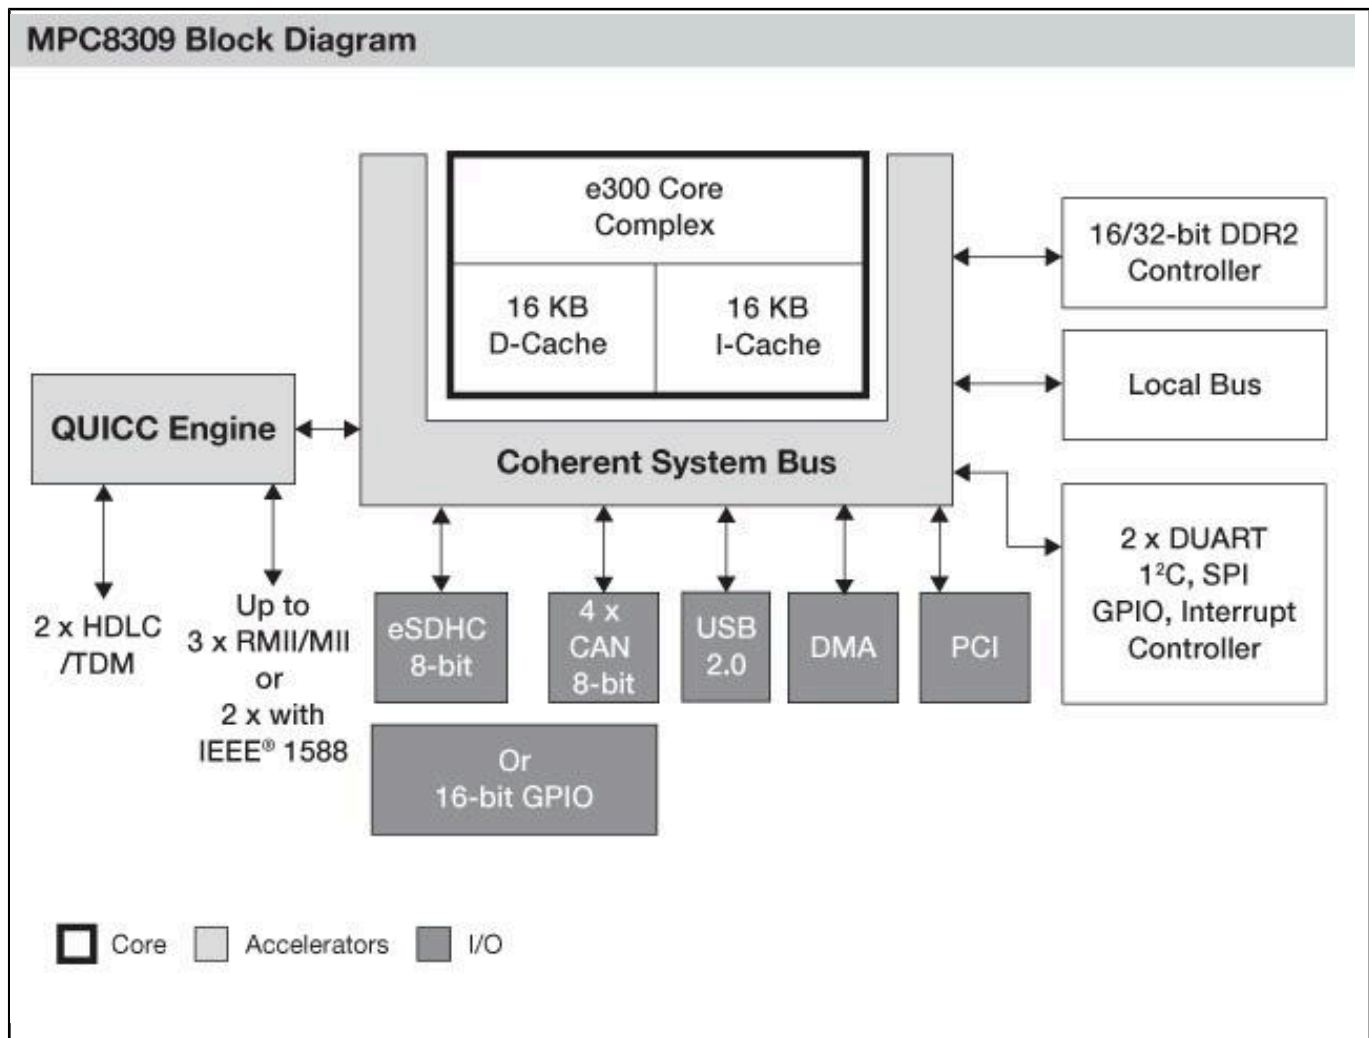 MPC8309 Block Diagram
e300 Core
Complex
16 KB
D-Cache
16 KB
I-Cache
16/32-bit DDR2
Controller
Local Bus
QUICC Engine
Coherent System Bus
2 x DUART
1²C, SPI
GPIO, Interrupt
Controller
2 x HDLC
/TDM
Up to
3 x RMII/MII
or
2 x with
IEEE® 1588
eSDHC
8-bit
4 x
CAN
8-bit
USB
2.0
DMA
PCI
Or
16-bit GPIO
Core
Accelerators
I/O